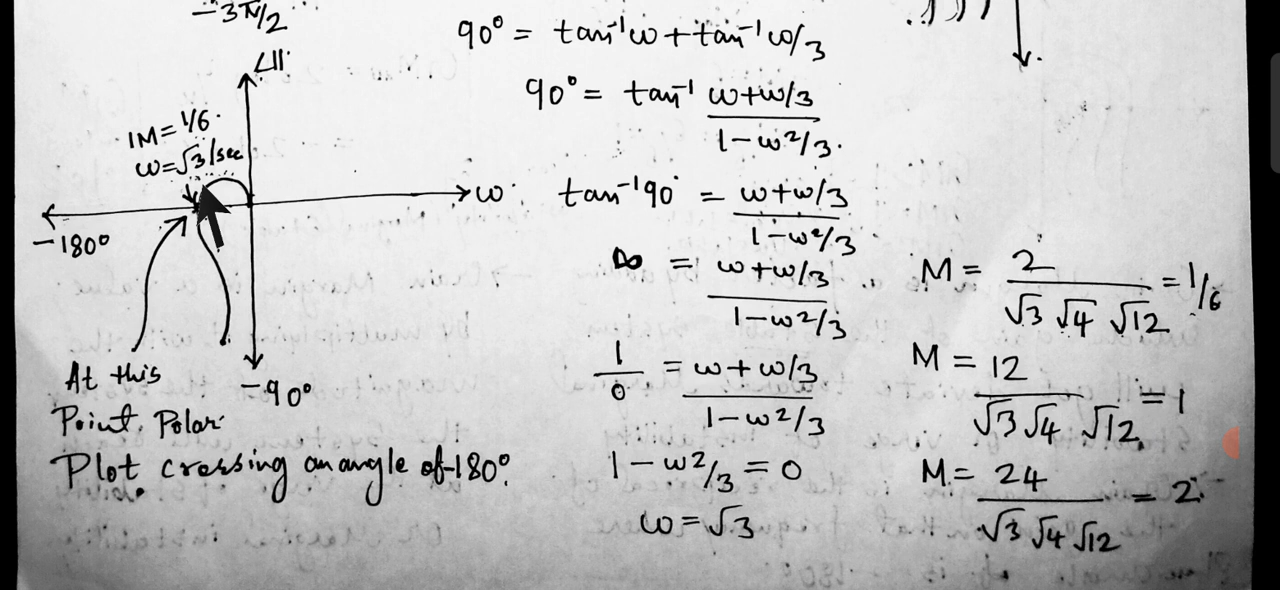 -3π/2
LII.
IM = 1/6.
ω=√3/sec
ω.
-180°
-90°
At this
Point. Polar
Plot cressing an angle of -180°.
90° = tan⁻¹ω + tan⁻¹ω/3
90° = tan⁻¹ (ω+ω/3)/(1-ω²/3).
tan⁻¹90° = (ω+ω/3)/(1-ω²/3)
∞ = (ω+ω/3)/(1-ω²/3)
1/0 = (ω+ω/3)/(1-ω²/3)
1-ω²/3 = 0
ω=√3
M = 2/(√3 √4 √12) = 1/6
M = 12/(√3 √4 √12) = 1
M = 24/(√3 √4 √12) = 2